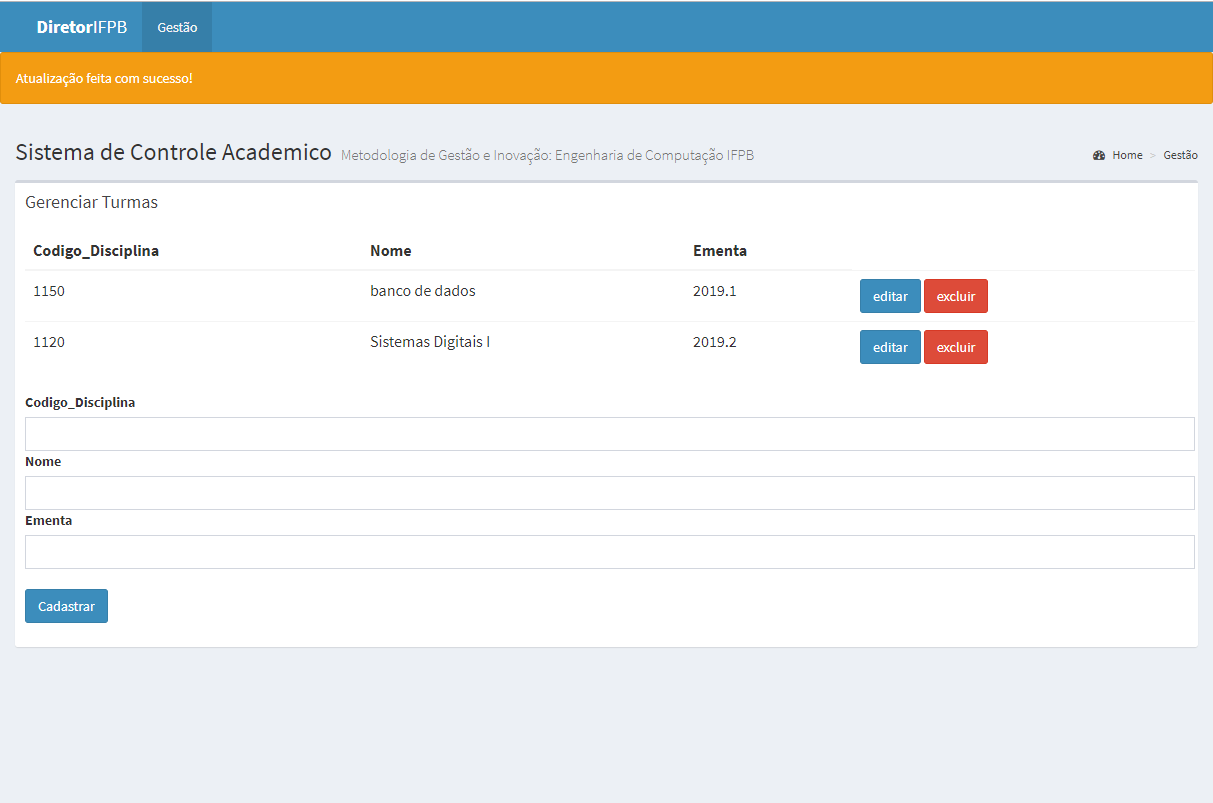 DiretorIFPB Gestão
Atualização feita com sucesso!
Sistema de Controle Academico Metodologia de Gestão e Inovação: Engenharia de Computação IFPB Home > Gestão
Gerenciar Turmas
Codigo_Disciplina Nome Ementa
1150 banco de dados 2019.1 editar excluir
1120 Sistemas Digitais I 2019.2 editar excluir
Codigo_Disciplina
Nome
Ementa
Cadastrar